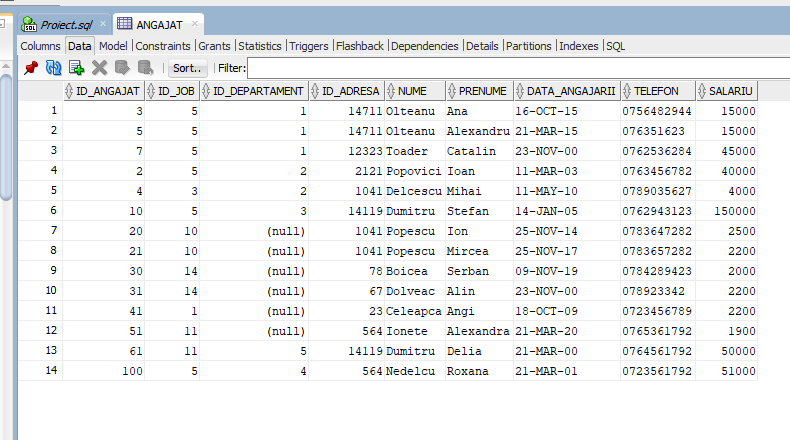 Proiect.sql × ANGAJAT ×
Columns Data Model Constraints Grants Statistics Triggers Flashback Dependencies Details Partitions Indexes SQL
Sort.. Filter:
ID_ANGAJAT ID_JOB ID_DEPARTAMENT ID_ADRESA NUME PRENUME DATA_ANGAJARII TELEFON SALARIU
1 3 5 1 14711 Olteanu Ana 16-OCT-15 0756482944 15000
2 5 5 1 14711 Olteanu Alexandru 21-MAR-15 076351623 15000
3 7 5 1 12323 Toader Catalin 23-NOV-00 0762536284 45000
4 2 5 2 2121 Popovici Ioan 11-MAR-03 0763456782 40000
5 4 3 2 1041 Delcescu Mihai 11-MAY-10 0789035627 4000
6 10 5 3 14119 Dumitru Stefan 14-JAN-05 0762943123 150000
7 20 10 (null) 1041 Popescu Ion 25-NOV-14 0783647282 2500
8 21 10 (null) 1041 Popescu Mircea 25-NOV-17 0783657282 2200
9 30 14 (null) 78 Boicea Serban 09-NOV-19 0784289423 2000
10 31 14 (null) 67 Dolveac Alin 23-NOV-00 078923342 2200
11 41 1 (null) 23 Celeapca Angi 18-OCT-09 0723456789 2200
12 51 11 (null) 564 Ionete Alexandra 21-MAR-20 0765361792 1900
13 61 11 5 14119 Dumitru Delia 21-MAR-00 0764561792 50000
14 100 5 4 564 Nedelcu Roxana 21-MAR-01 0723561792 51000